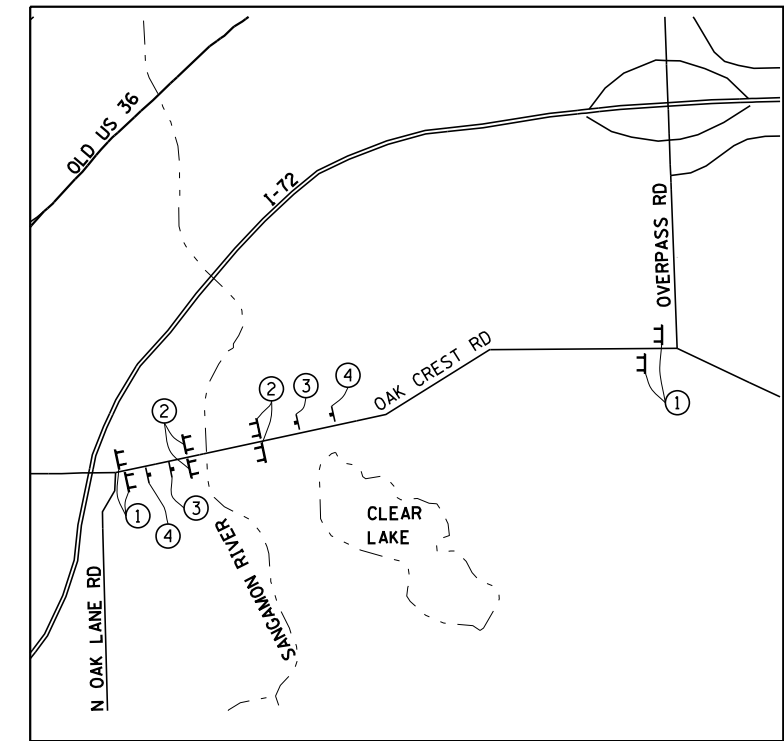 OLD US 36
I-72
OVERPASS RD
OAK CREST RD
4
3
2
2
1
1
4
3
CLEAR
LAKE
SANGAMON RIVER
N OAK LANE RD